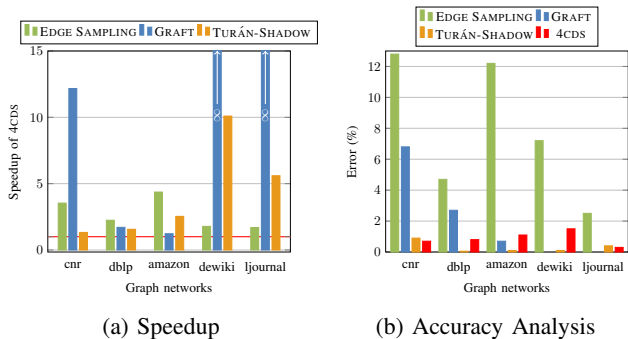 EDGE SAMPLING GRAFT TURÁN-SHADOW
15
10
5
0
Speedup of 4CDS
∞
∞
cnr dblp amazon dewiki ljournal
Graph networks
(a) Speedup
EDGE SAMPLING GRAFT
TURÁN-SHADOW 4CDS
12
10
8
6
4
2
0
Error (%)
cnr dblp amazon dewiki ljournal
Graph networks
(b) Accuracy Analysis